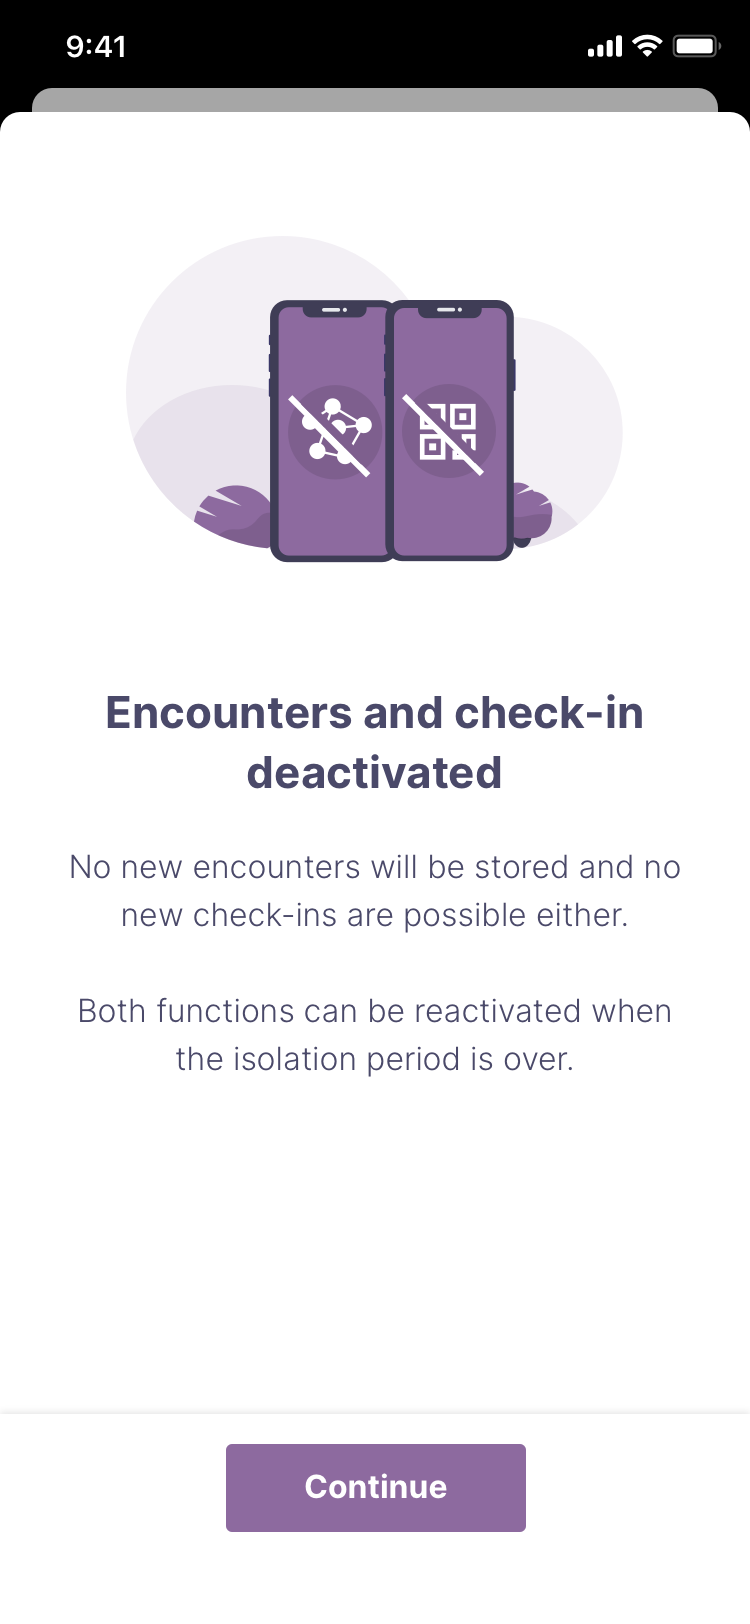 9:41
Encounters and check-in
deactivated
No new encounters will be stored and no
new check-ins are possible either.
Both functions can be reactivated when
the isolation period is over.
Continue